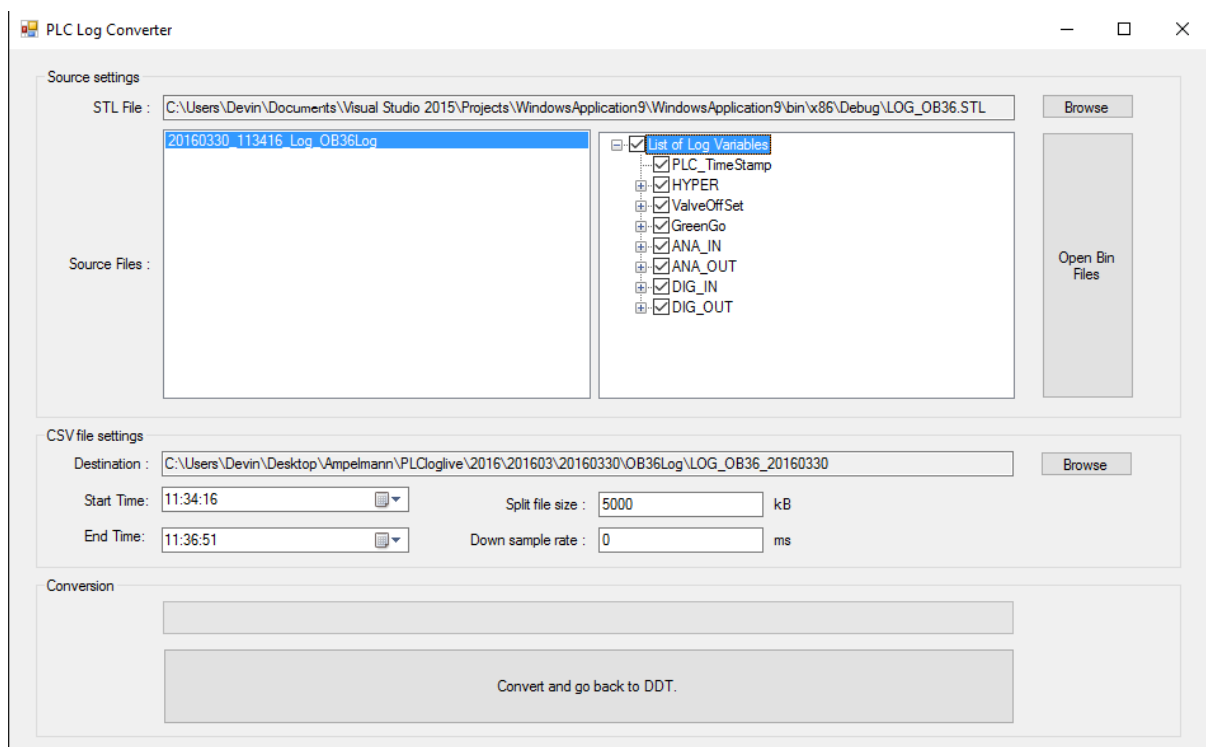 PLC Log Converter
Source settings
STL File :
C:\Users\Devin\Documents\Visual Studio 2015\Projects\WindowsApplication9\WindowsApplication9\bin\x86\Debug\LOG_OB36.STL
Browse
Source Files :
20160330_113416_Log_OB36Log
List of Log Variables
PLC_TimeStamp
HYPER
ValveOffSet
GreenGo
ANA_IN
ANA_OUT
DIG_IN
DIG_OUT
Open Bin
Files
CSV file settings
Destination :
C:\Users\Devin\Desktop\Ampelmann\PLCloglive\2016\201603\20160330\OB36Log\LOG_OB36_20160330
Browse
Start Time:
11:34:16
Split file size :
5000
kB
End Time:
11:36:51
Down sample rate :
0
ms
Conversion
Convert and go back to DDT.